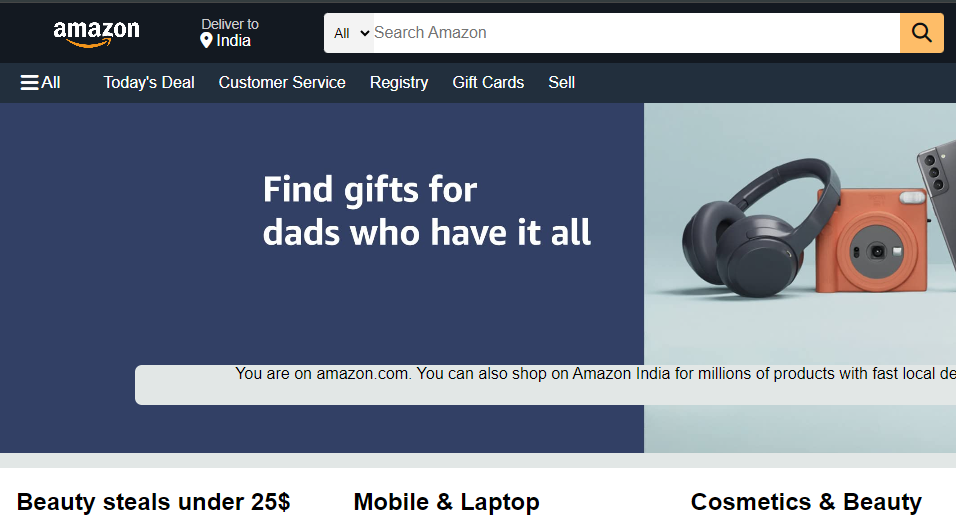 amazon
Deliver to
India
All
Search Amazon
All
Today's Deal
Customer Service
Registry
Gift Cards
Sell
Find gifts for
dads who have it all
You are on amazon.com. You can also shop on Amazon India for millions of products with fast local de
Beauty steals under 25$
Mobile & Laptop
Cosmetics & Beauty